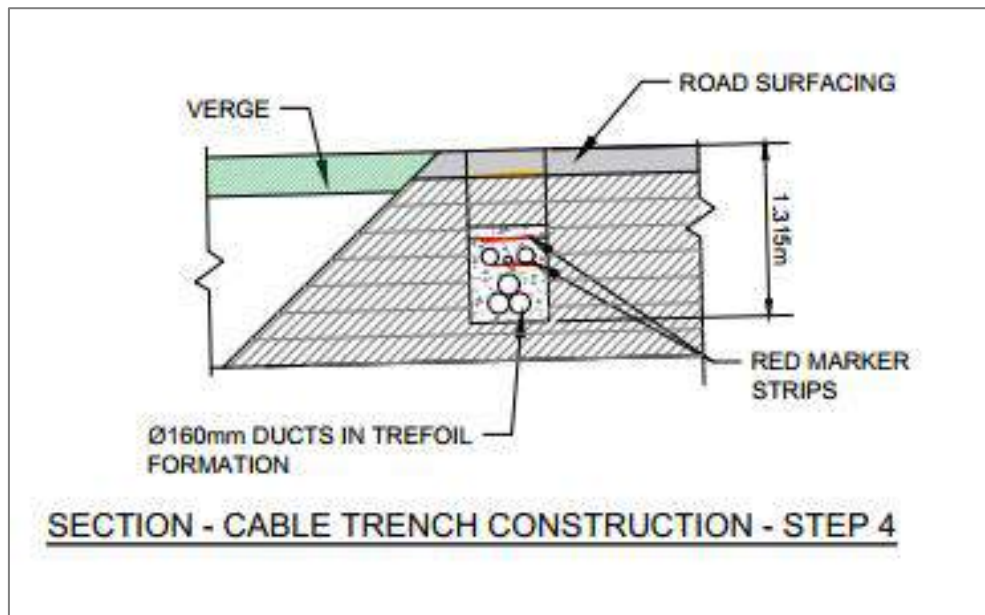 ROAD SURFACING
VERGE
1.315m
RED MARKER
STRIPS
Ø160mm DUCTS IN TREFOIL
FORMATION
SECTION - CABLE TRENCH CONSTRUCTION - STEP 4